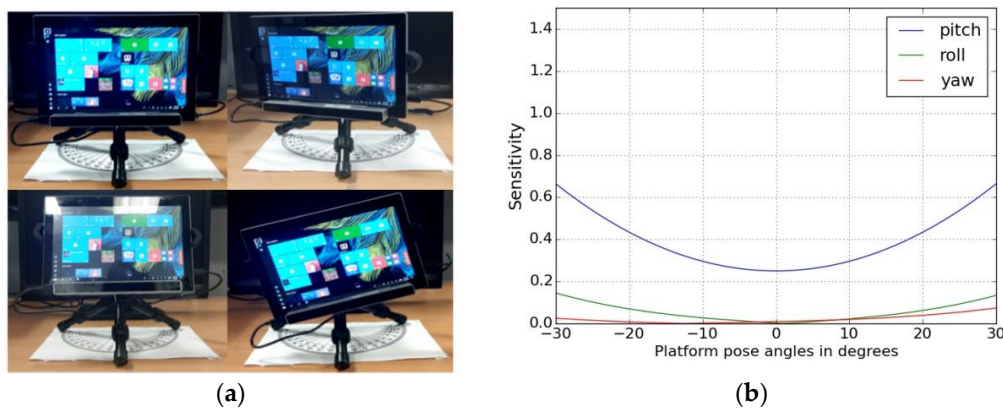 1.4
1.2
1.0
0.8
0.6
0.4
0.2
0.0
Sensitivity
pitch
roll
yaw
−30 −20 −10 0 10 20 30
Platform pose angles in degrees
(a) (b)